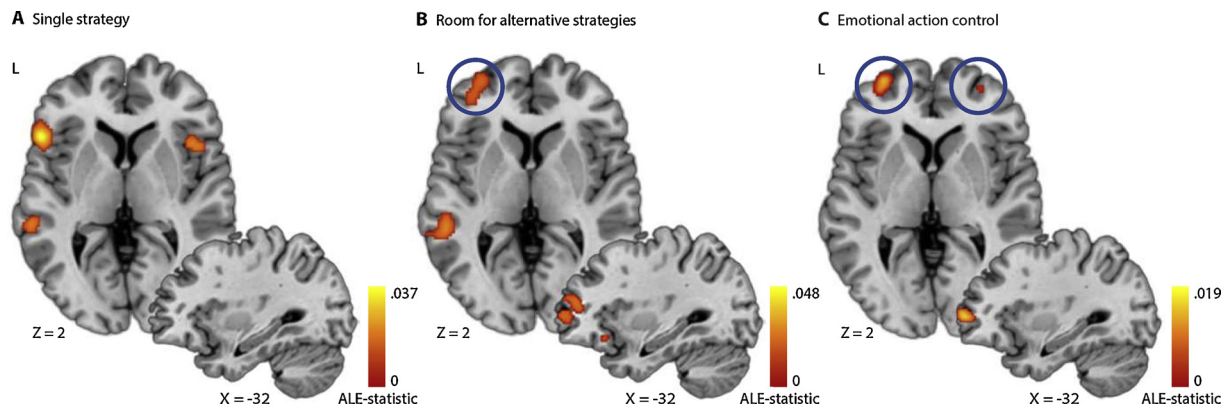 A Single strategy
L
Z = 2
X = -32
.037
0
ALE-statistic
B Room for alternative strategies
L
Z = 2
X = -32
.048
0
ALE-statistic
C Emotional action control
L
Z = 2
X = -32
.019
0
ALE-statistic